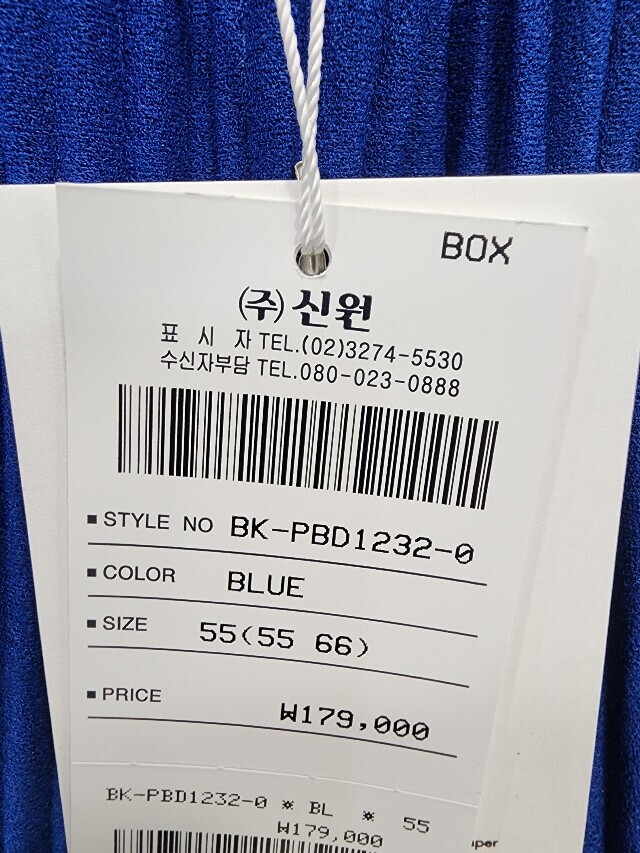 BOX
(주)신원
표 시 자 TEL.(02)3274-5530
수신자부담 TEL.080-023-0888
■ STYLE NO BK-PBD1232-0
■ COLOR BLUE
■ SIZE 55(55 66)
■ PRICE ₩179,000
BK-PBD1232-0 * BL * 55
₩179,000